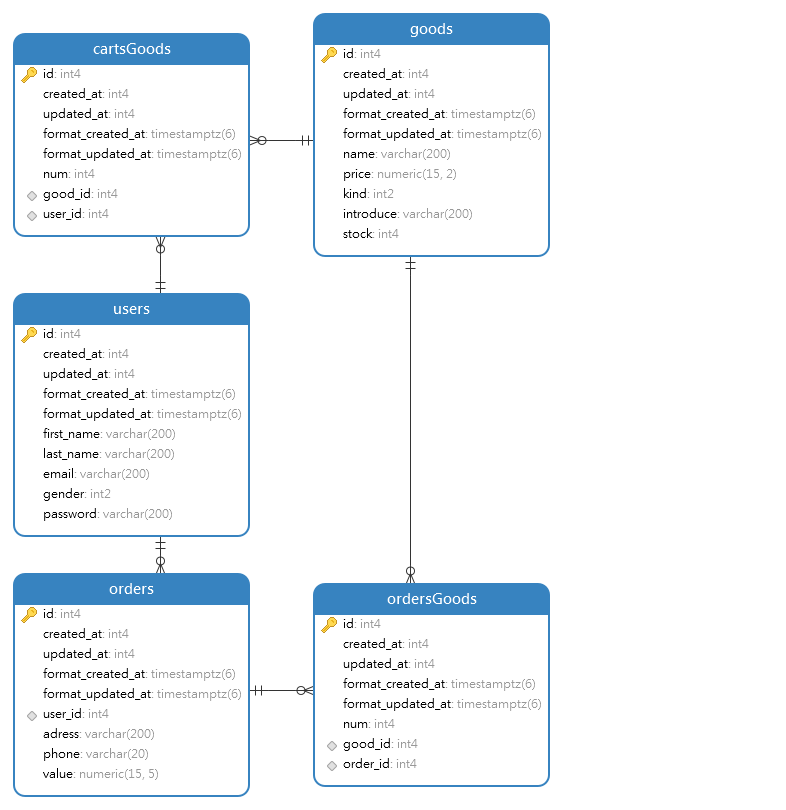 cartsGoods
id: int4
created_at: int4
updated_at: int4
format_created_at: timestamptz(6)
format_updated_at: timestamptz(6)
num: int4
good_id: int4
user_id: int4
goods
id: int4
created_at: int4
updated_at: int4
format_created_at: timestamptz(6)
format_updated_at: timestamptz(6)
name: varchar(200)
price: numeric(15, 2)
kind: int2
introduce: varchar(200)
stock: int4
users
id: int4
created_at: int4
updated_at: int4
format_created_at: timestamptz(6)
format_updated_at: timestamptz(6)
first_name: varchar(200)
last_name: varchar(200)
email: varchar(200)
gender: int2
password: varchar(200)
orders
id: int4
created_at: int4
updated_at: int4
format_created_at: timestamptz(6)
format_updated_at: timestamptz(6)
user_id: int4
adress: varchar(200)
phone: varchar(20)
value: numeric(15, 5)
ordersGoods
id: int4
created_at: int4
updated_at: int4
format_created_at: timestamptz(6)
format_updated_at: timestamptz(6)
num: int4
good_id: int4
order_id: int4